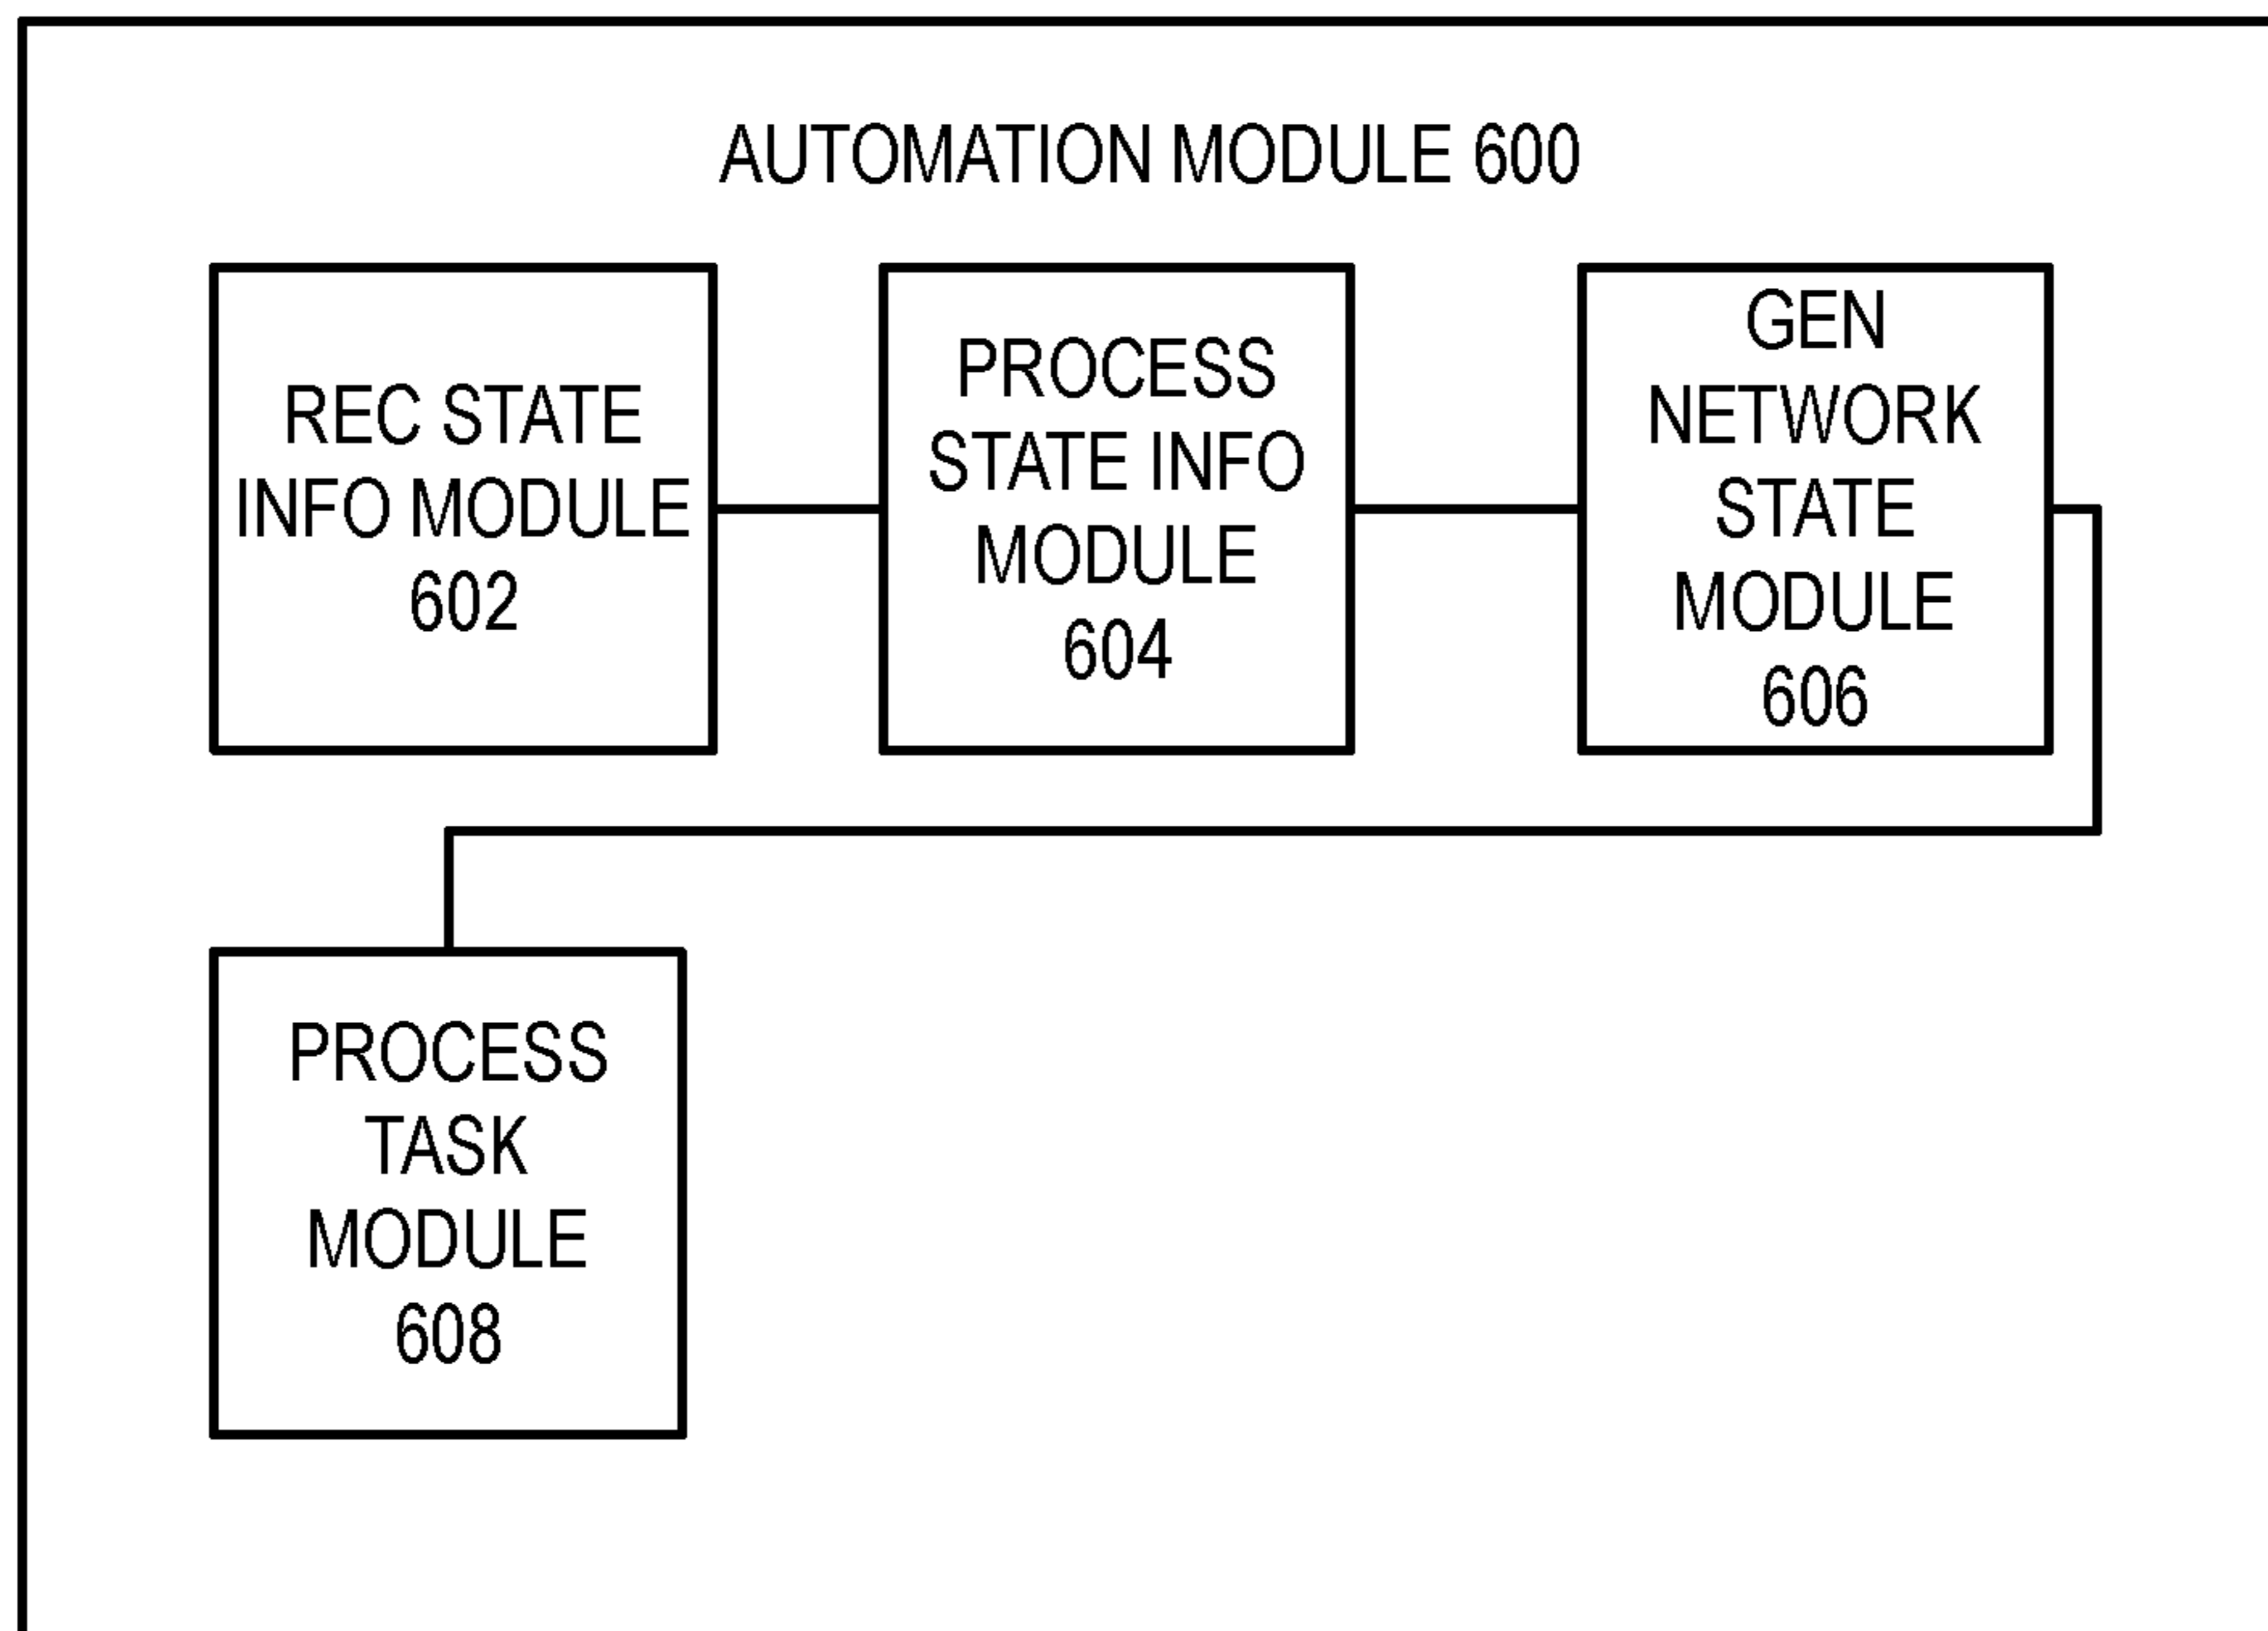 AUTOMATION MODULE 600
REC STATE
INFO MODULE
602
PROCESS
STATE INFO
MODULE
604
GEN
NETWORK
STATE
MODULE
606
PROCESS
TASK
MODULE
608